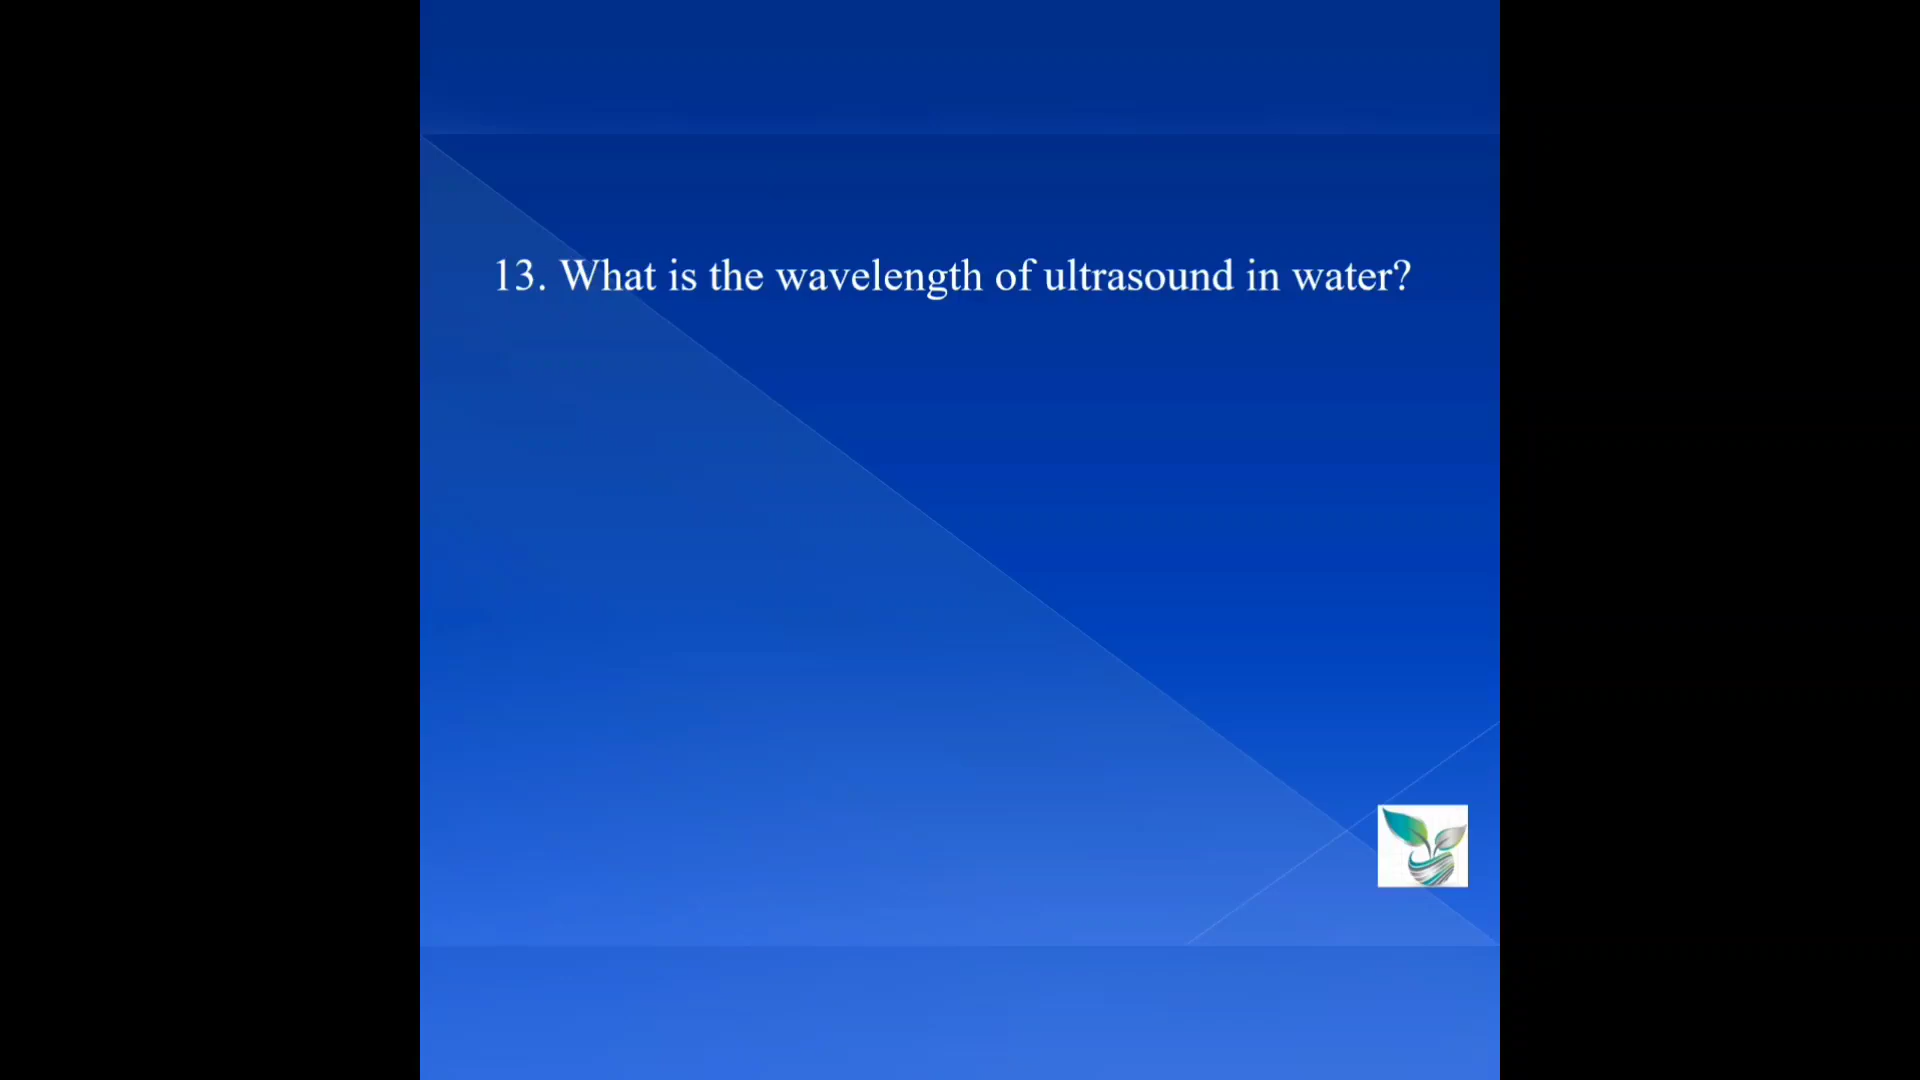 13. What is the wavelength of ultrasound in water?